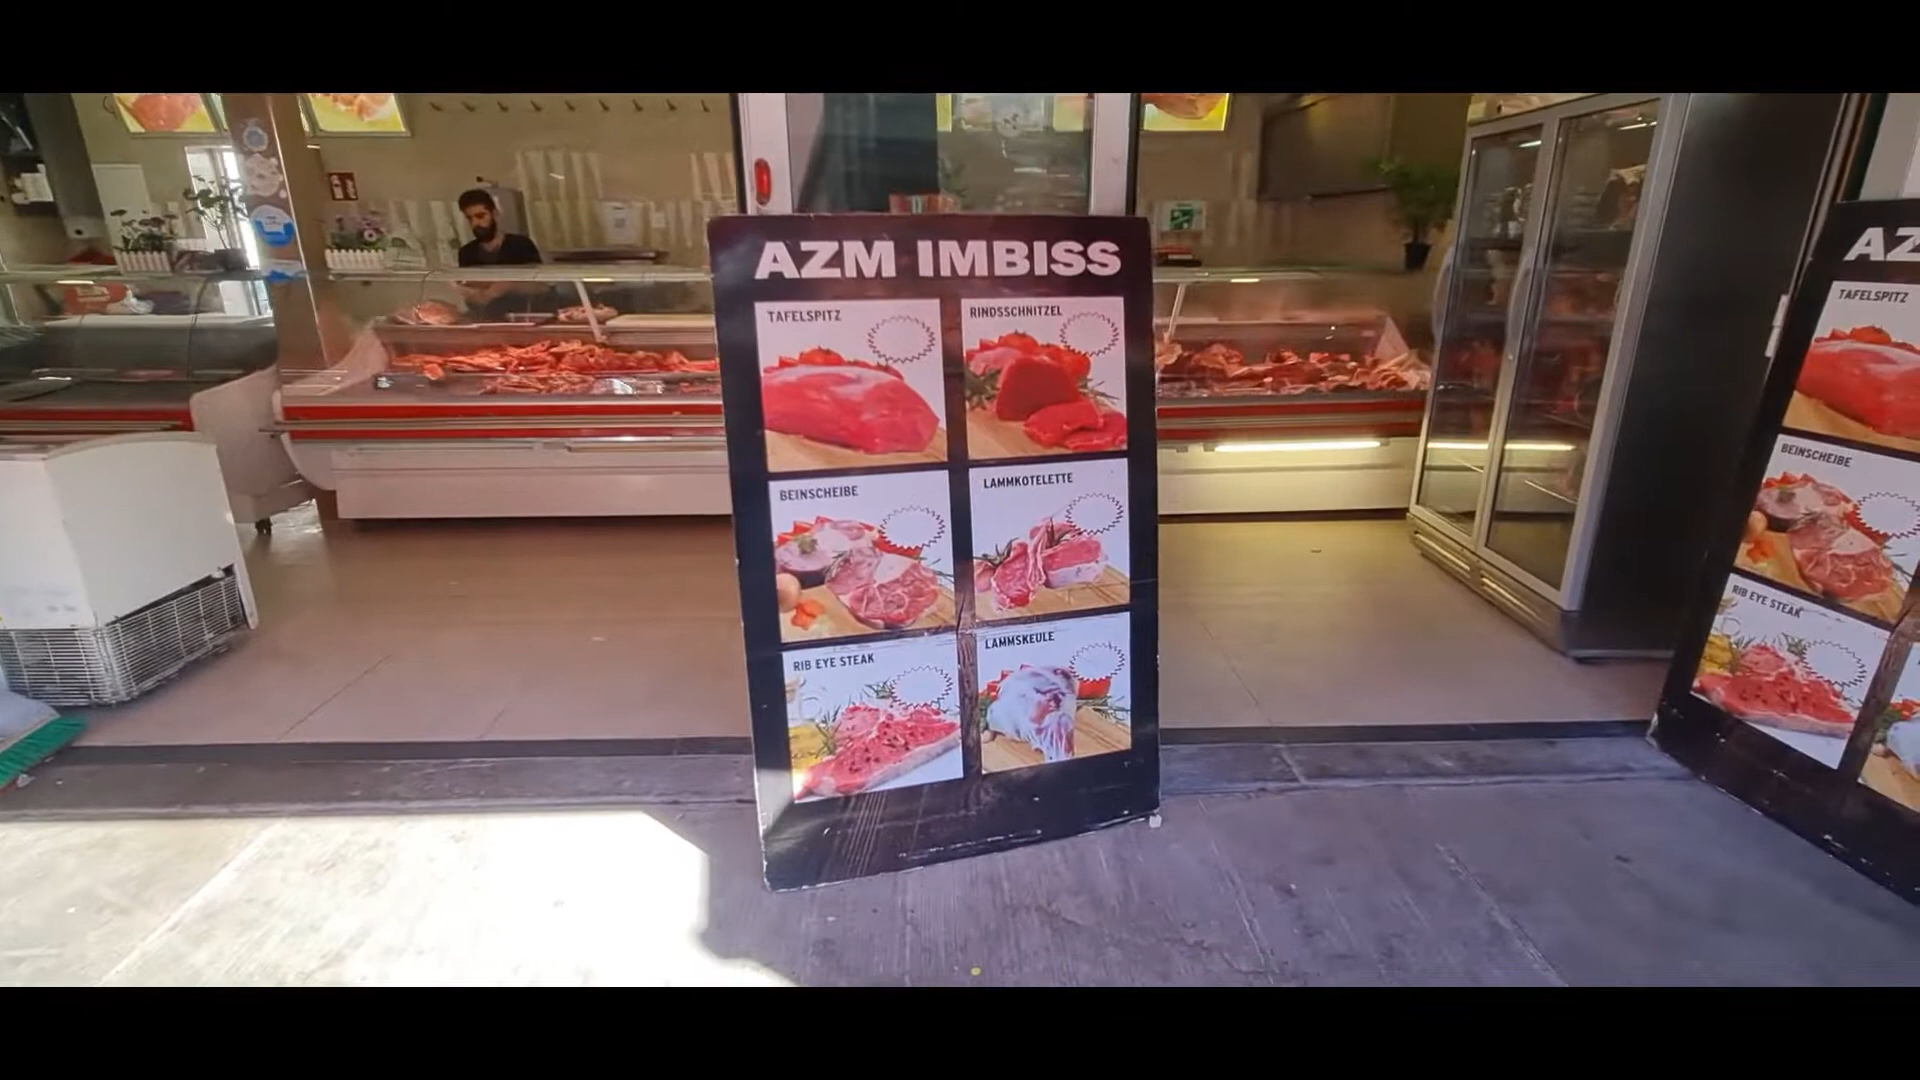 AZM IMBISS
TAFELSPITZ
RINDSSCHNITZEL
BEINSCHEIBE
LAMMKOTELETTE
RIB EYE STEAK
LAMMSKEULE
AZ
TAFELSPITZ
BEINSCHEIBE
RIB EYE STEAK